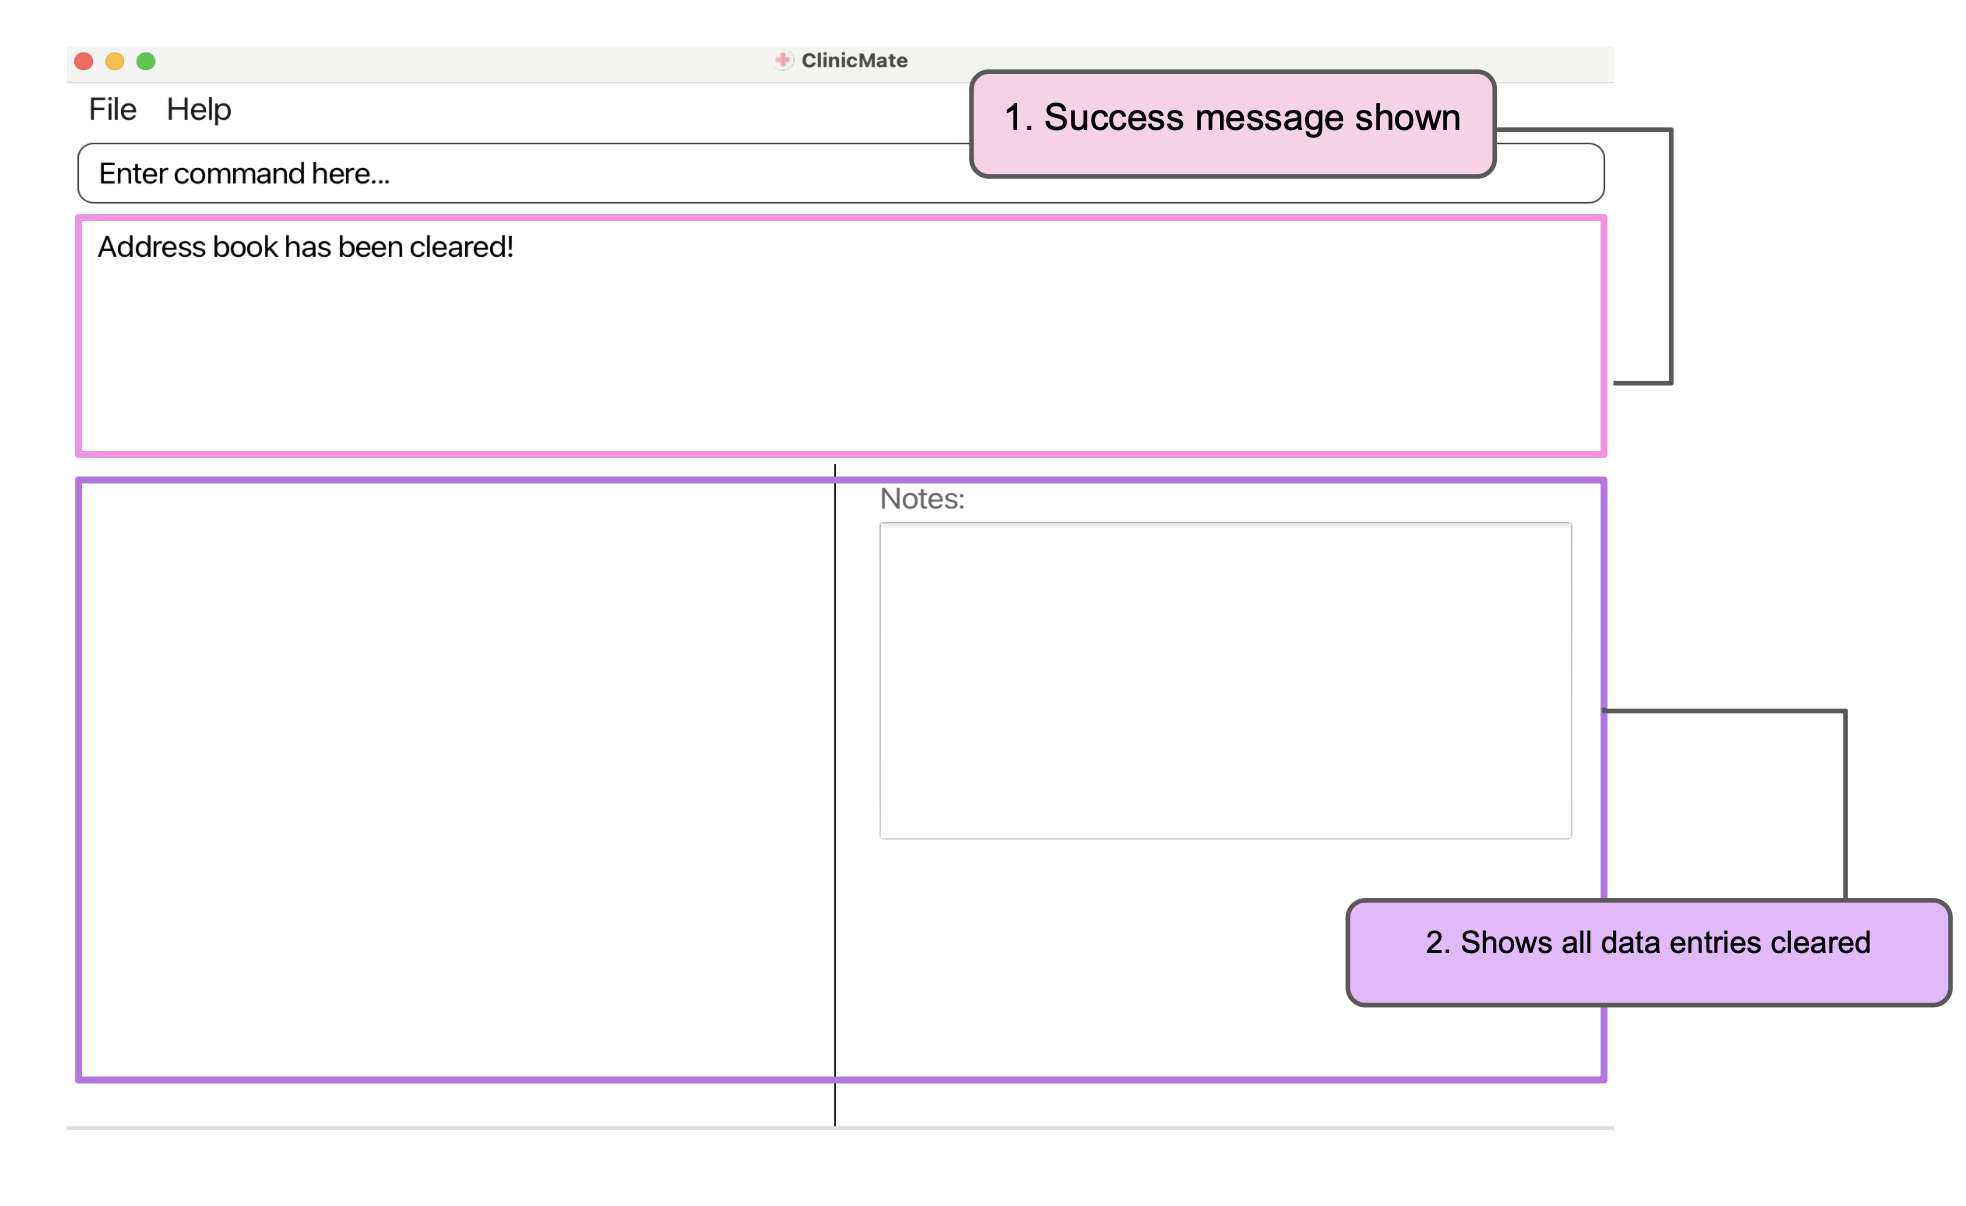 ClinicMate
File Help
1. Success message shown
Enter command here...
Address book has been cleared!
Notes:
2. Shows all data entries cleared